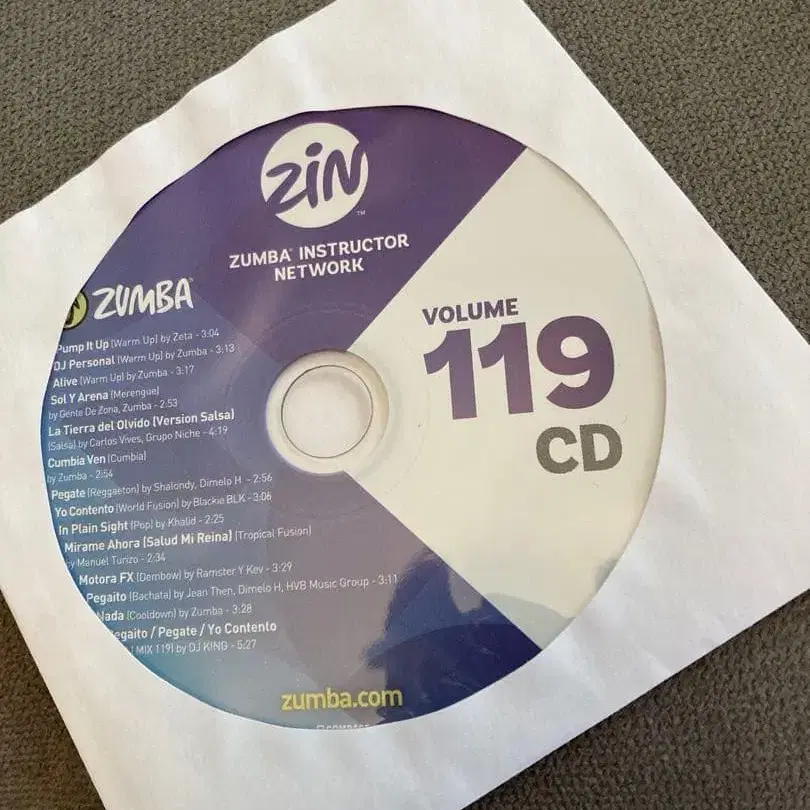 ZiN™
ZUMBA® INSTRUCTOR
NETWORK
ZUMBA®
VOLUME
119
CD
Pump It Up (Warm Up) by Zeta - 3:04
DJ Personal (Warm Up) by Zumba - 3:13
Alive (Warm Up) by Zumba - 3:17
Sol Y Arena (Merengue)
by Gente De Zona, Zumba - 2:53
La Tierra del Olvido (Version Salsa)
(Salsa) by Carlos Vives, Grupo Niche - 4:19
Cumbia Ven (Cumbia)
by Zumba - 2:54
Pegate (Reggaeton) by Shalondy, Dimelo H - 2:56
Yo Contento (World Fusion) by Blackie BLK - 3:06
In Plain Sight (Pop) by Khalid - 2:25
Mirame Ahora (Salud Mi Reina) (Tropical Fusion)
by Manuel Turizo - 2:34
Motora FX (Dembow) by Ramster Y Kev - 3:29
Pegaito (Bachata) by Jean Then, Dimelo H, HVB Music Group - 3:11
(Cooldown) by Zumba - 3:28
egaito / Pegate / Yo Contento
MIX 119) by DJ KING - 5:27
zumba.com